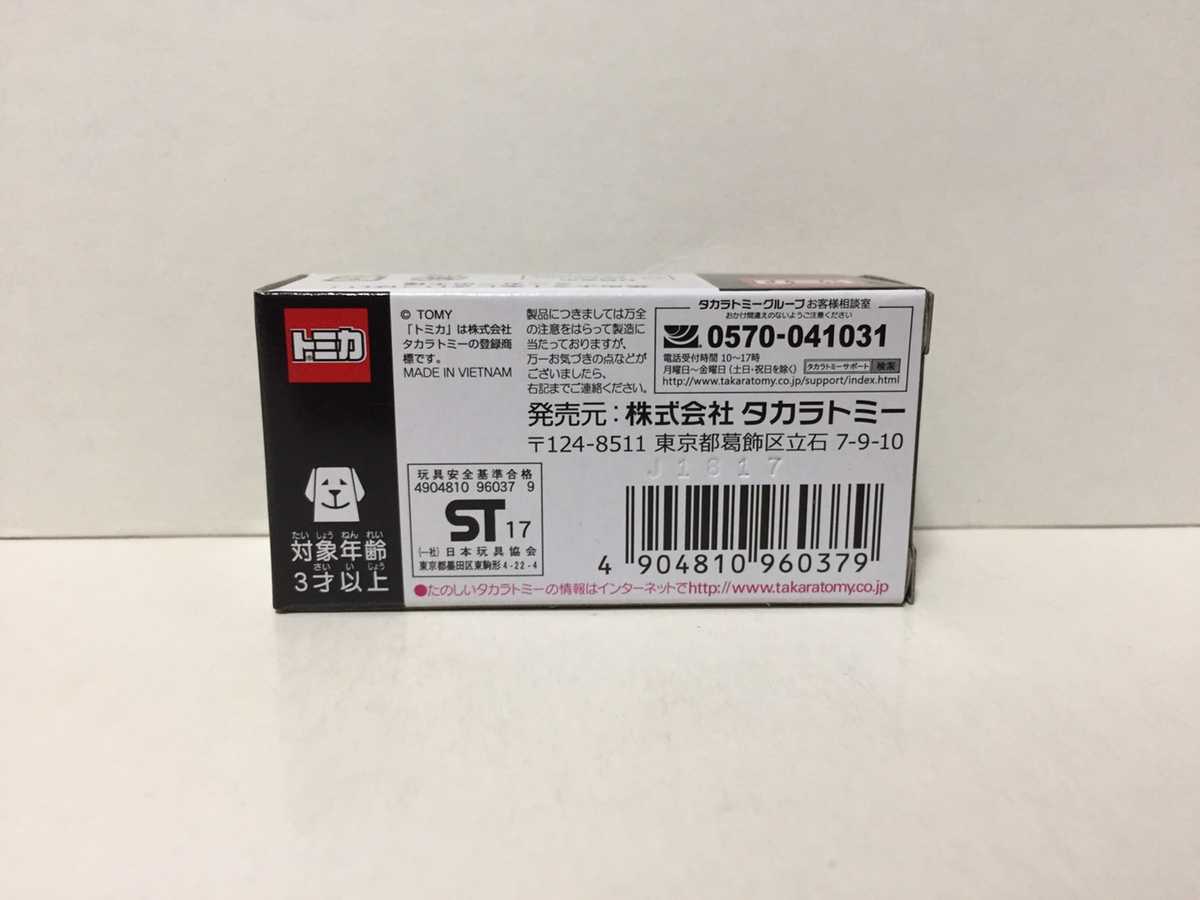 トミカ
たいしょうねんれい
対象年齢
さいいじょう
3才以上
© TOMY
「トミカ」は株式会社
タカラトミーの登録商
標です。
MADE IN VIETNAM
製品につきましては万全
の注意をはらって製造に
当たっておりますが、
万一お気づきの点などが
ございましたら、
右記までご連絡ください。
タカラトミーグループお客様相談室
おかけ間違えのないようご注意ください
0570-041031
電話受付時間 10〜17時
月曜日〜金曜日(土日・祝日を除く)
タカラトミーサポート 検索
http://www.takaratomy.co.jp/support/index.html
発売元:株式会社 タカラトミー
〒124-8511 東京都葛飾区立石 7-9-10
J1817
玩具安全基準合格
4904810 96037 9
ST 17
(一社)日本玩具協会
東京都墨田区東駒形4-22-4
4 904810 960379
●たのしいタカラトミーの情報はインターネットでhttp://www.takaratomy.co.jp